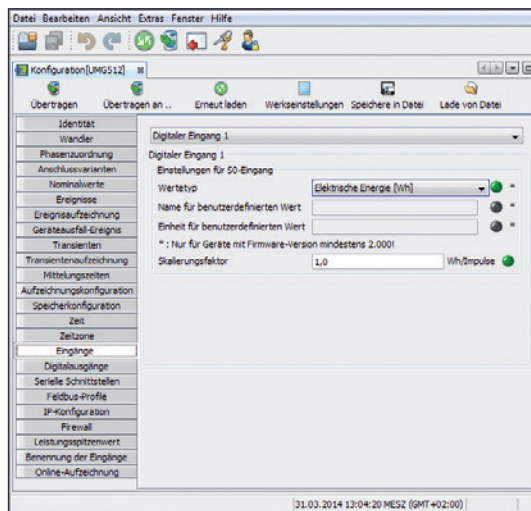 Datei Bearbeiten Ansicht Extras Fenster Hilfe
Konfiguration[UMG512]
Übertragen Übertragen an .. Erneut laden Werkseinstellungen Speichere in Datei Lade von Datei
Identität
Wandler
Phasenzuordnung
Anschlussvarianten
Nominalwerte
Ereignisse
Ereignisaufzeichnung
Geräteausfall-Ereignis
Transienten
Transientenaufzeichnung
Mittelungszeiten
Aufzeichnungskonfiguration
Speicherkonfiguration
Zeit
Zeitzone
Eingänge
Digitalausgänge
Serielle Schnittstellen
Feldbus-Profile
IP-Konfiguration
Firewall
Leistungsspitzenwert
Benennung der Eingänge
Online-Aufzeichnung
Digitaler Eingang 1
Digitaler Eingang 1
Einstellungen für S0-Eingang
Wertetyp Elektrische Energie [Wh] *
Name für benutzerdefinierten Wert *
Einheit für benutzerdefinierten Wert *
* : Nur für Geräte mit Firmware-Version mindestens 2.000!
Skalierungsfaktor 1,0 Wh/Impulse
31.03.2014 13:04:20 MESZ (GMT+02:00)